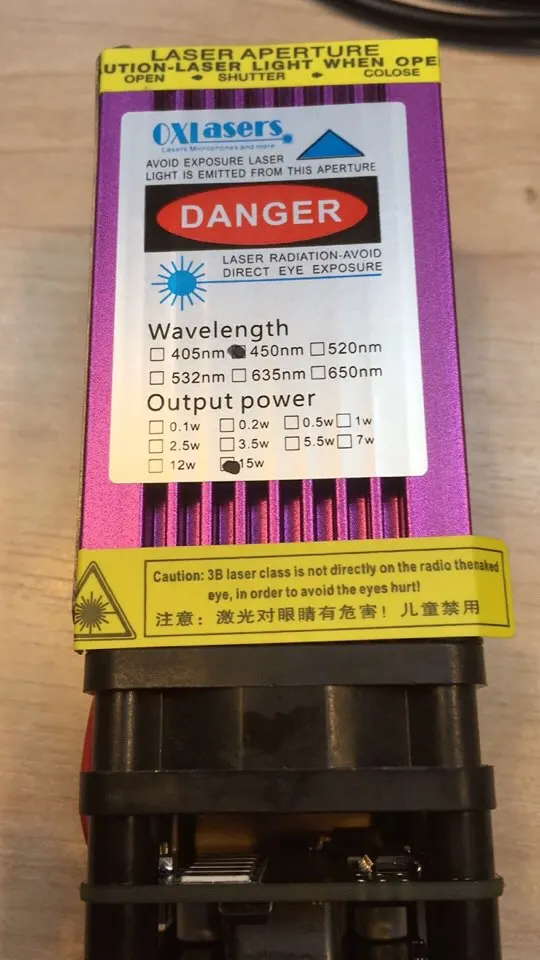 LASER APERTURE
UTION-LASER LIGHT WHEN OPE
OPEN SHUTTER COLOSE
OXLasers
Lasers Microphones and more
AVOID EXPOSURE LASER
LIGHT IS EMITTED FROM THIS APERTURE
DANGER
LASER RADIATION-AVOID
DIRECT EYE EXPOSURE
Wavelength
405nm 450nm 520nm
532nm 635nm 650nm
Output power
0.1w 0.2w 0.5w 1w
2.5w 3.5w 5.5w 7w
12w 15w
Caution: 3B laser class is not directly on the radio the naked
eye, in order to avoid the eyes hurt!
注意：激光对眼睛有危害！儿童禁用